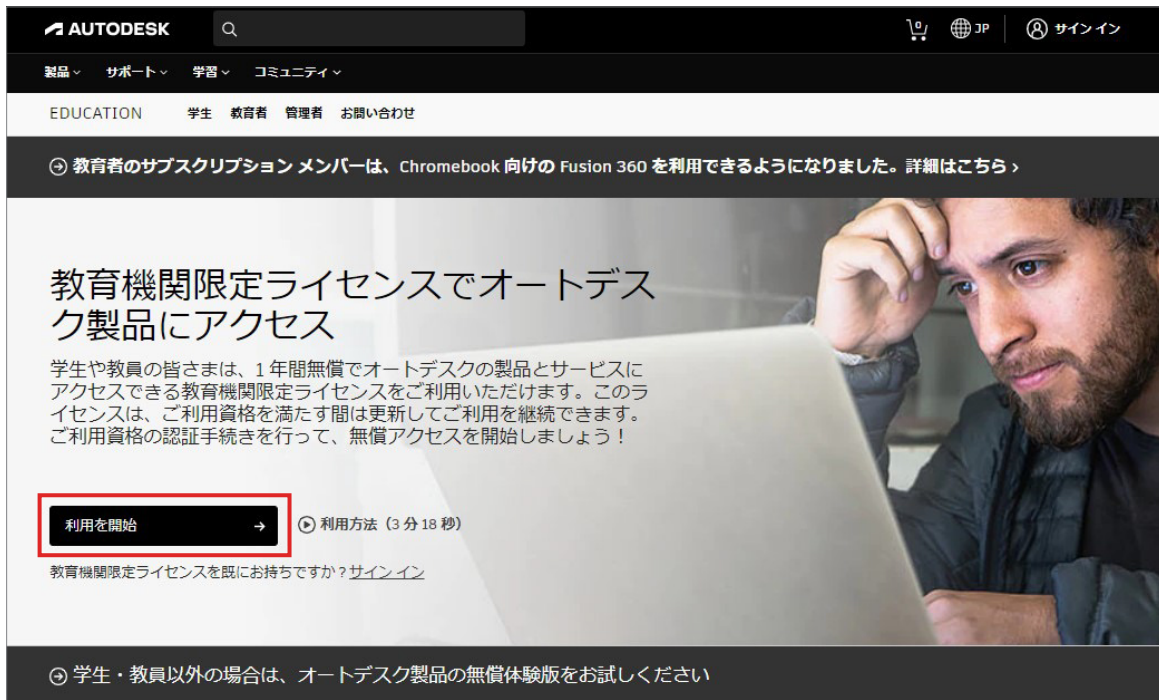 AUTODESK
0
JP
サイン イン
製品
サポート
学習
コミュニティ
EDUCATION
学生
教育者
管理者
お問い合わせ
教育者のサブスクリプション メンバーは、Chromebook 向けの Fusion 360 を利用できるようになりました。詳細はこちら ›
教育機関限定ライセンスでオートデス
ク製品にアクセス
学生や教員の皆さまは、1 年間無償でオートデスクの製品とサービスに
アクセスできる教育機関限定ライセンスをご利用いただけます。このラ
イセンスは、ご利用資格を満たす間は更新してご利用を継続できます。
ご利用資格の認証手続きを行って、無償アクセスを開始しましょう！
利用を開始 →
利用方法（3 分 18 秒）
教育機関限定ライセンスを既にお持ちですか？サイン イン
学生・教員以外の場合は、オートデスク製品の無償体験版をお試しください